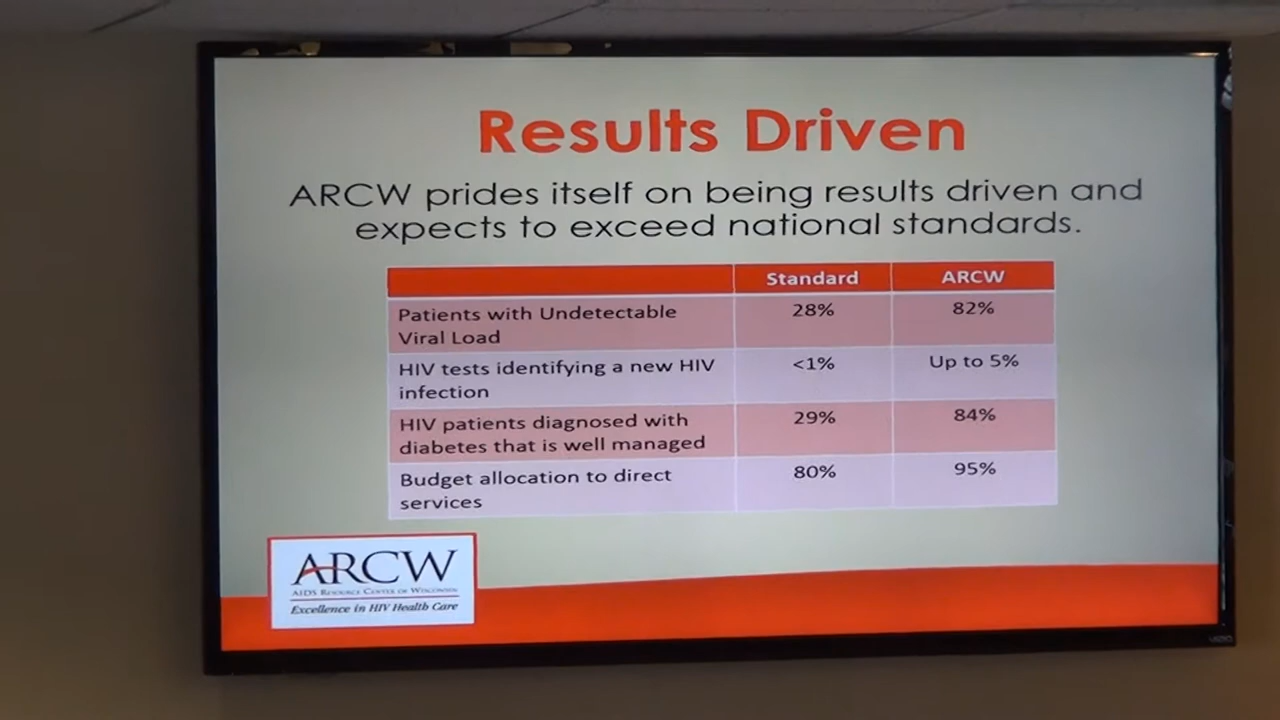 Results Driven
ARCW prides itself on being results driven and
expects to exceed national standards.
Standard ARCW
Patients with Undetectable
Viral Load
28% 82%
HIV tests identifying a new HIV
infection
<1% Up to 5%
HIV patients diagnosed with
diabetes that is well managed
29% 84%
Budget allocation to direct
services
80% 95%
ARCW
AIDS Resource Center of Wisconsin
Excellence in HIV Health Care
VIZIO